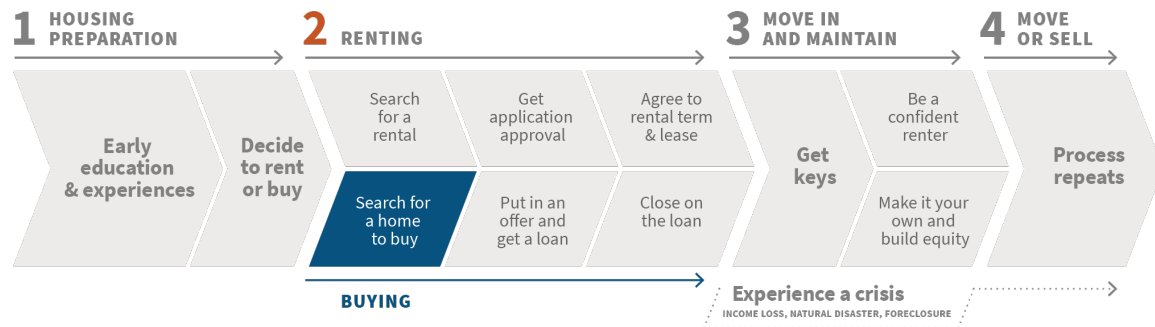 1 HOUSING
PREPARATION
2 RENTING
3 MOVE IN
AND MAINTAIN
4 MOVE
OR SELL
Early
education
& experiences
Decide
to rent
or buy
Search
for a
rental
Get
application
approval
Agree to
rental term
& lease
Search for
a home
to buy
Put in an
offer and
get a loan
Close on
the loan
BUYING
Get
keys
Be a
confident
renter
Make it your
own and
build equity
Process
repeats
Experience a crisis
INCOME LOSS, NATURAL DISASTER, FORECLOSURE